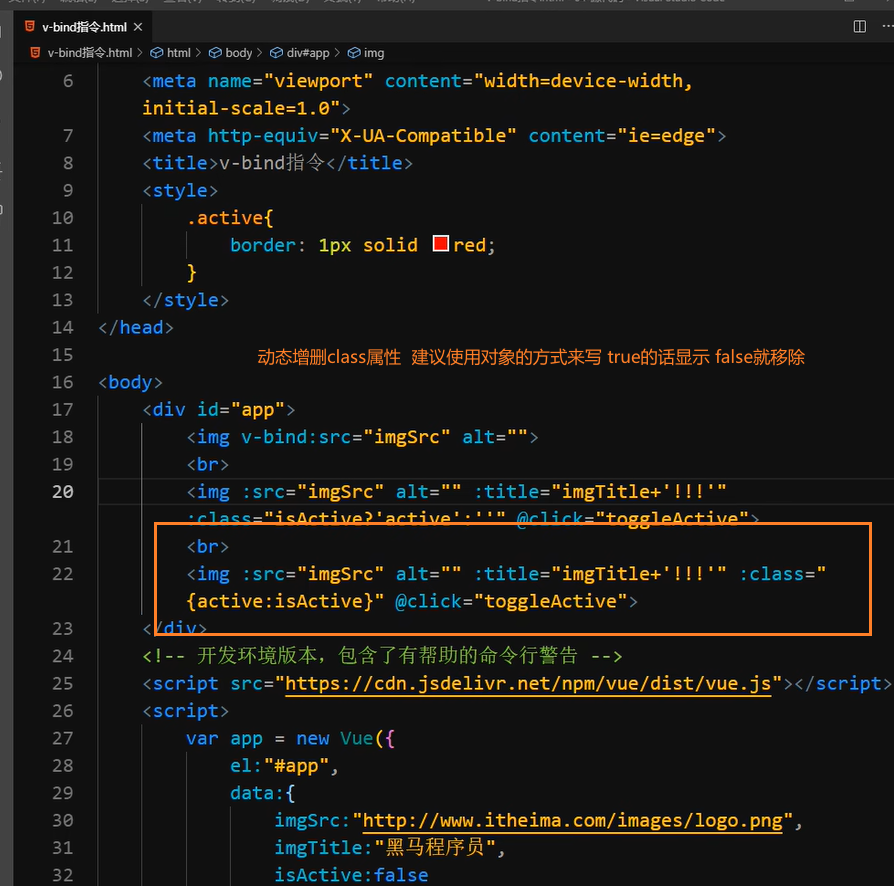 v-bind指令.html
v-bind指令.html > html > body > div#app > img
6 <meta name="viewport" content="width=device-width,
initial-scale=1.0">
7 <meta http-equiv="X-UA-Compatible" content="ie=edge">
8 <title>v-bind指令</title>
9 <style>
10 .active{
11 border: 1px solid red;
12 }
13 </style>
14 </head>
15 动态增删class属性 建议使用对象的方式来写 true的话显示 false就移除
16 <body>
17 <div id="app">
18 <img v-bind:src="imgSrc" alt="">
19 <br>
20 <img :src="imgSrc" alt="" :title="imgTitle+'!!!'"
:class="isActive?'active':''" @click="toggleActive">
21 <br>
22 <img :src="imgSrc" alt="" :title="imgTitle+'!!!'" :class="
{active:isActive}" @click="toggleActive">
23 </div>
24 <!-- 开发环境版本，包含了有帮助的命令行警告 -->
25 <script src="https://cdn.jsdelivr.net/npm/vue/dist/vue.js"></script>
26 <script>
27 var app = new Vue({
28 el:"#app",
29 data:{
30 imgSrc:"http://www.itheima.com/images/logo.png",
31 imgTitle:"黑马程序员",
32 isActive:false